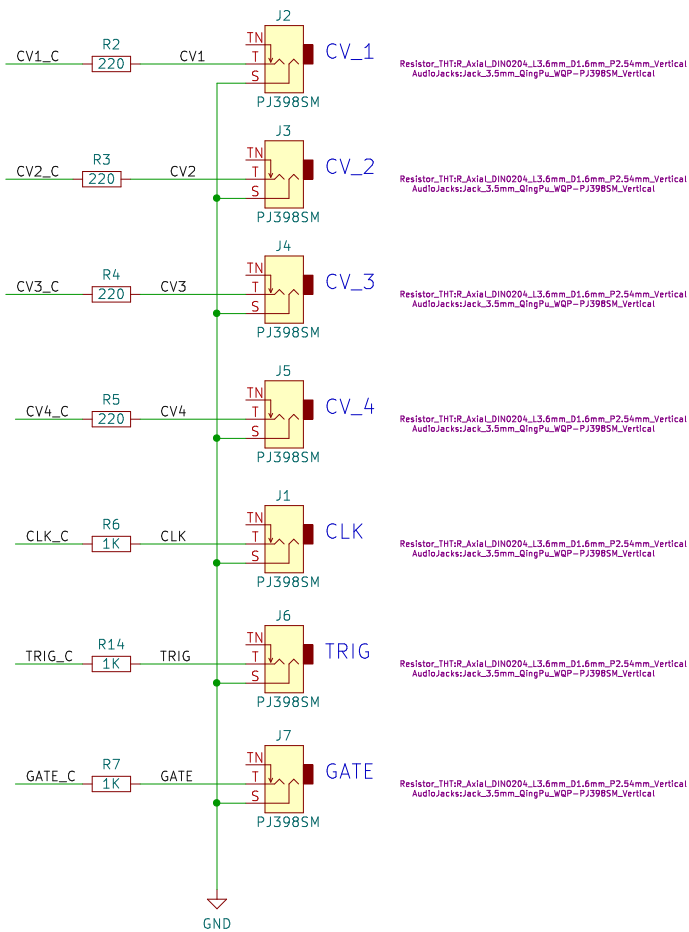 J2
TN
CV1_C R2 CV1 T CV_1
220 S
PJ398SM
Resistor_THT:R_Axial_DIN0204_L3.6mm_D1.6mm_P2.54mm_Vertical
AudioJacks:Jack_3.5mm_QingPu_WQP-PJ398SM_Vertical
J3
TN
CV2_C R3 CV2 T CV_2
220 S
PJ398SM
Resistor_THT:R_Axial_DIN0204_L3.6mm_D1.6mm_P2.54mm_Vertical
AudioJacks:Jack_3.5mm_QingPu_WQP-PJ398SM_Vertical
J4
TN
CV3_C R4 CV3 T CV_3
220 S
PJ398SM
Resistor_THT:R_Axial_DIN0204_L3.6mm_D1.6mm_P2.54mm_Vertical
AudioJacks:Jack_3.5mm_QingPu_WQP-PJ398SM_Vertical
J5
TN
CV4_C R5 CV4 T CV_4
220 S
PJ398SM
Resistor_THT:R_Axial_DIN0204_L3.6mm_D1.6mm_P2.54mm_Vertical
AudioJacks:Jack_3.5mm_QingPu_WQP-PJ398SM_Vertical
J1
TN
CLK_C R6 CLK T CLK
1K S
PJ398SM
Resistor_THT:R_Axial_DIN0204_L3.6mm_D1.6mm_P2.54mm_Vertical
AudioJacks:Jack_3.5mm_QingPu_WQP-PJ398SM_Vertical
J6
TN
TRIG_C R14 TRIG T TRIG
1K S
PJ398SM
Resistor_THT:R_Axial_DIN0204_L3.6mm_D1.6mm_P2.54mm_Vertical
AudioJacks:Jack_3.5mm_QingPu_WQP-PJ398SM_Vertical
J7
TN
GATE_C R7 GATE T GATE
1K S
PJ398SM
Resistor_THT:R_Axial_DIN0204_L3.6mm_D1.6mm_P2.54mm_Vertical
AudioJacks:Jack_3.5mm_QingPu_WQP-PJ398SM_Vertical
GND